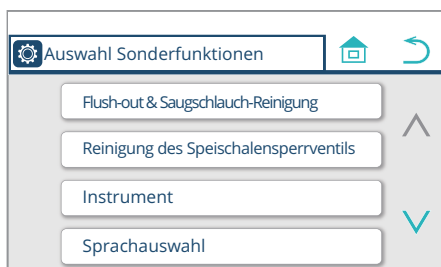 Auswahl Sonderfunktionen
Flush-out & Saugschlauch-Reinigung
Reinigung des Speischalensperrventils
Instrument
Sprachauswahl